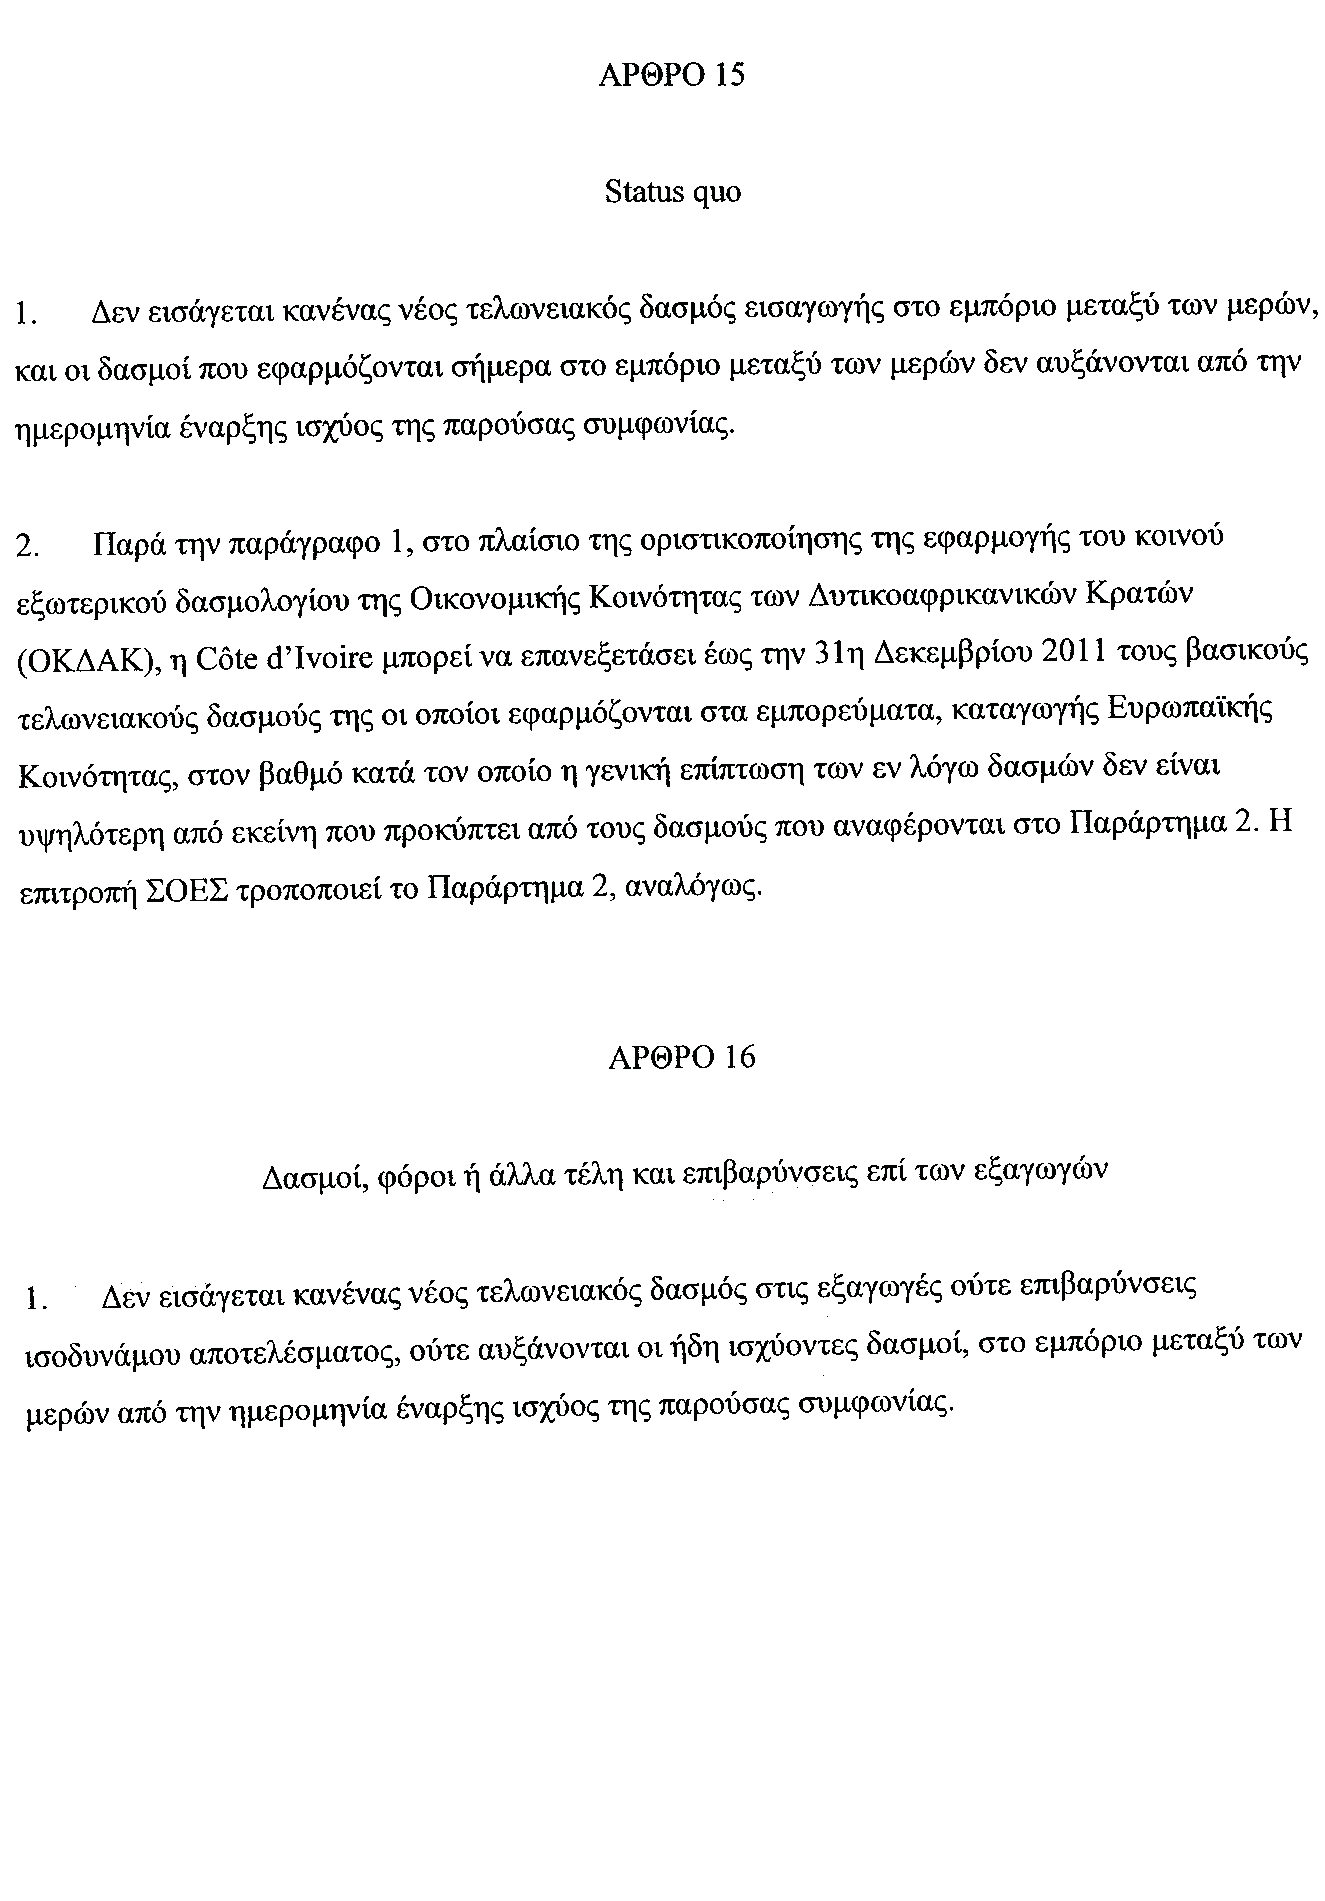 ΑΡΘΡΟ 15
Status quo
1. Δεν εισάγεται κανένας νέος τελωνειακός δασμός εισαγωγής στο εμπόριο μεταξύ των μερών,
και οι δασμοί που εφαρμόζονται σήμερα στο εμπόριο μεταξύ των μερών δεν αυξάνονται από την
ημερομηνία έναρξης ισχύος της παρούσας συμφωνίας.
2. Παρά την παράγραφο 1, στο πλαίσιο της οριστικοποίησης της εφαρμογής του κοινού
εξωτερικού δασμολογίου της Οικονομικής Κοινότητας των Δυτικοαφρικανικών Κρατών
(ΟΚΔΑΚ), η Côte d’Ivoire μπορεί να επανεξετάσει έως την 31η Δεκεμβρίου 2011 τους βασικούς
τελωνειακούς δασμούς της οι οποίοι εφαρμόζονται στα εμπορεύματα, καταγωγής Ευρωπαϊκής
Κοινότητας, στον βαθμό κατά τον οποίο η γενική επίπτωση των εν λόγω δασμών δεν είναι
υψηλότερη από εκείνη που προκύπτει από τους δασμούς που αναφέρονται στο Παράρτημα 2. Η
επιτροπή ΣΟΕΣ τροποποιεί το Παράρτημα 2, αναλόγως.
ΑΡΘΡΟ 16
Δασμοί, φόροι ή άλλα τέλη και επιβαρύνσεις επί των εξαγωγών
1. Δεν εισάγεται κανένας νέος τελωνειακός δασμός στις εξαγωγές ούτε επιβαρύνσεις
ισοδυνάμου αποτελέσματος, ούτε αυξάνονται οι ήδη ισχύοντες δασμοί, στο εμπόριο μεταξύ των
μερών από την ημερομηνία έναρξης ισχύος της παρούσας συμφωνίας.